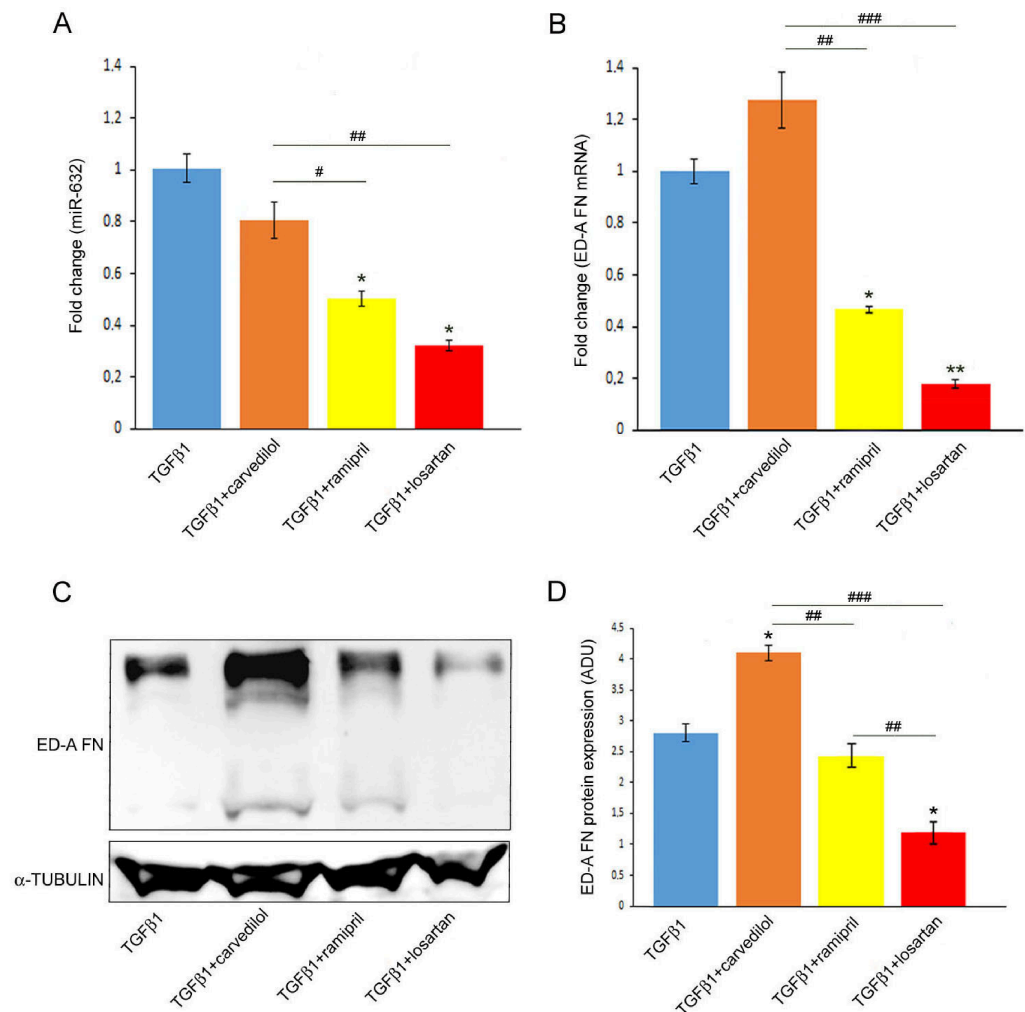 A
Fold change (miR-632)
1.4
1.2
1
0.8
0.6
0.4
0.2
0
##
#
*
*
TGFβ1
TGFβ1+carvedilol
TGFβ1+ramipril
TGFβ1+losartan
B
Fold change (ED-A FN mRNA)
1.4
1.2
1
0.8
0.6
0.4
0,2
0
###
##
*
**
TGFβ1
TGFβ1+carvedilol
TGFβ1+ramipril
TGFβ1+losartan
C
ED-A FN
α-TUBULIN
TGFβ1
TGFβ1+carvedilol
TGFβ1+ramipril
TGFβ1+losartan
D
ED-A FN protein expression (ADU)
4.5
4
3.5
3
2.5
2
1.5
1
0.5
0
###
##
*
##
*
TGFβ1
TGFβ1+carvedilol
TGFβ1+ramipril
TGFβ1+losartan